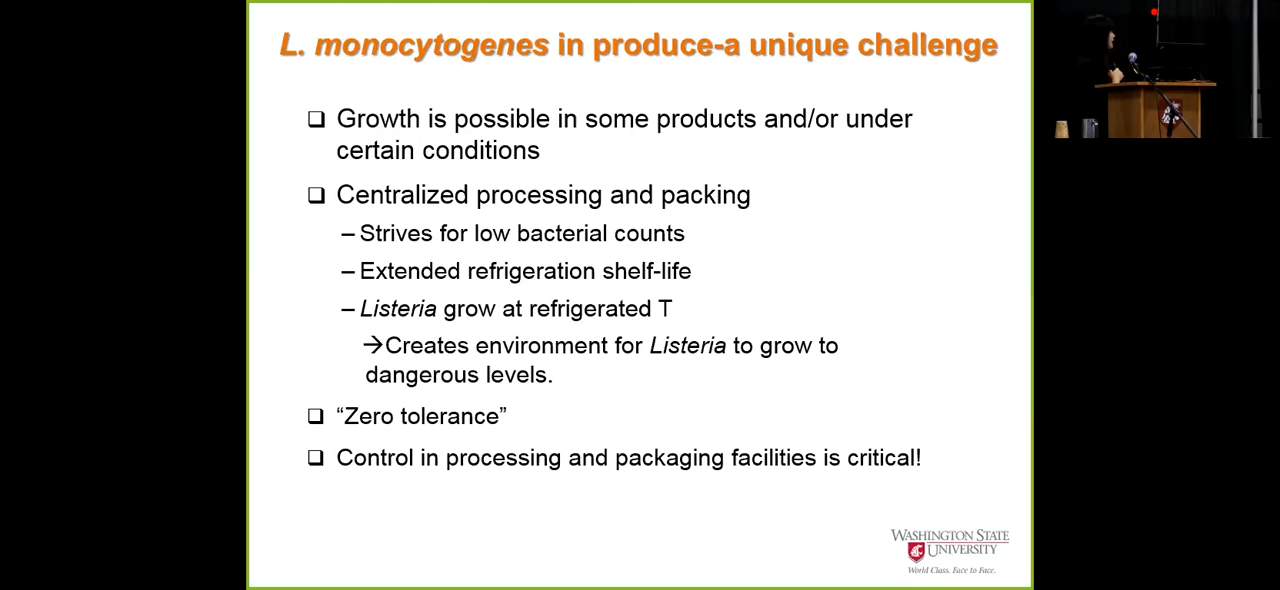 L. monocytogenes in produce-a unique challenge
❑ Growth is possible in some products and/or under
certain conditions
❑ Centralized processing and packing
– Strives for low bacterial counts
– Extended refrigeration shelf-life
– Listeria grow at refrigerated T
→Creates environment for Listeria to grow to
dangerous levels.
❑ “Zero tolerance”
❑ Control in processing and packaging facilities is critical!
WASHINGTON STATE
UNIVERSITY
World Class. Face to Face.